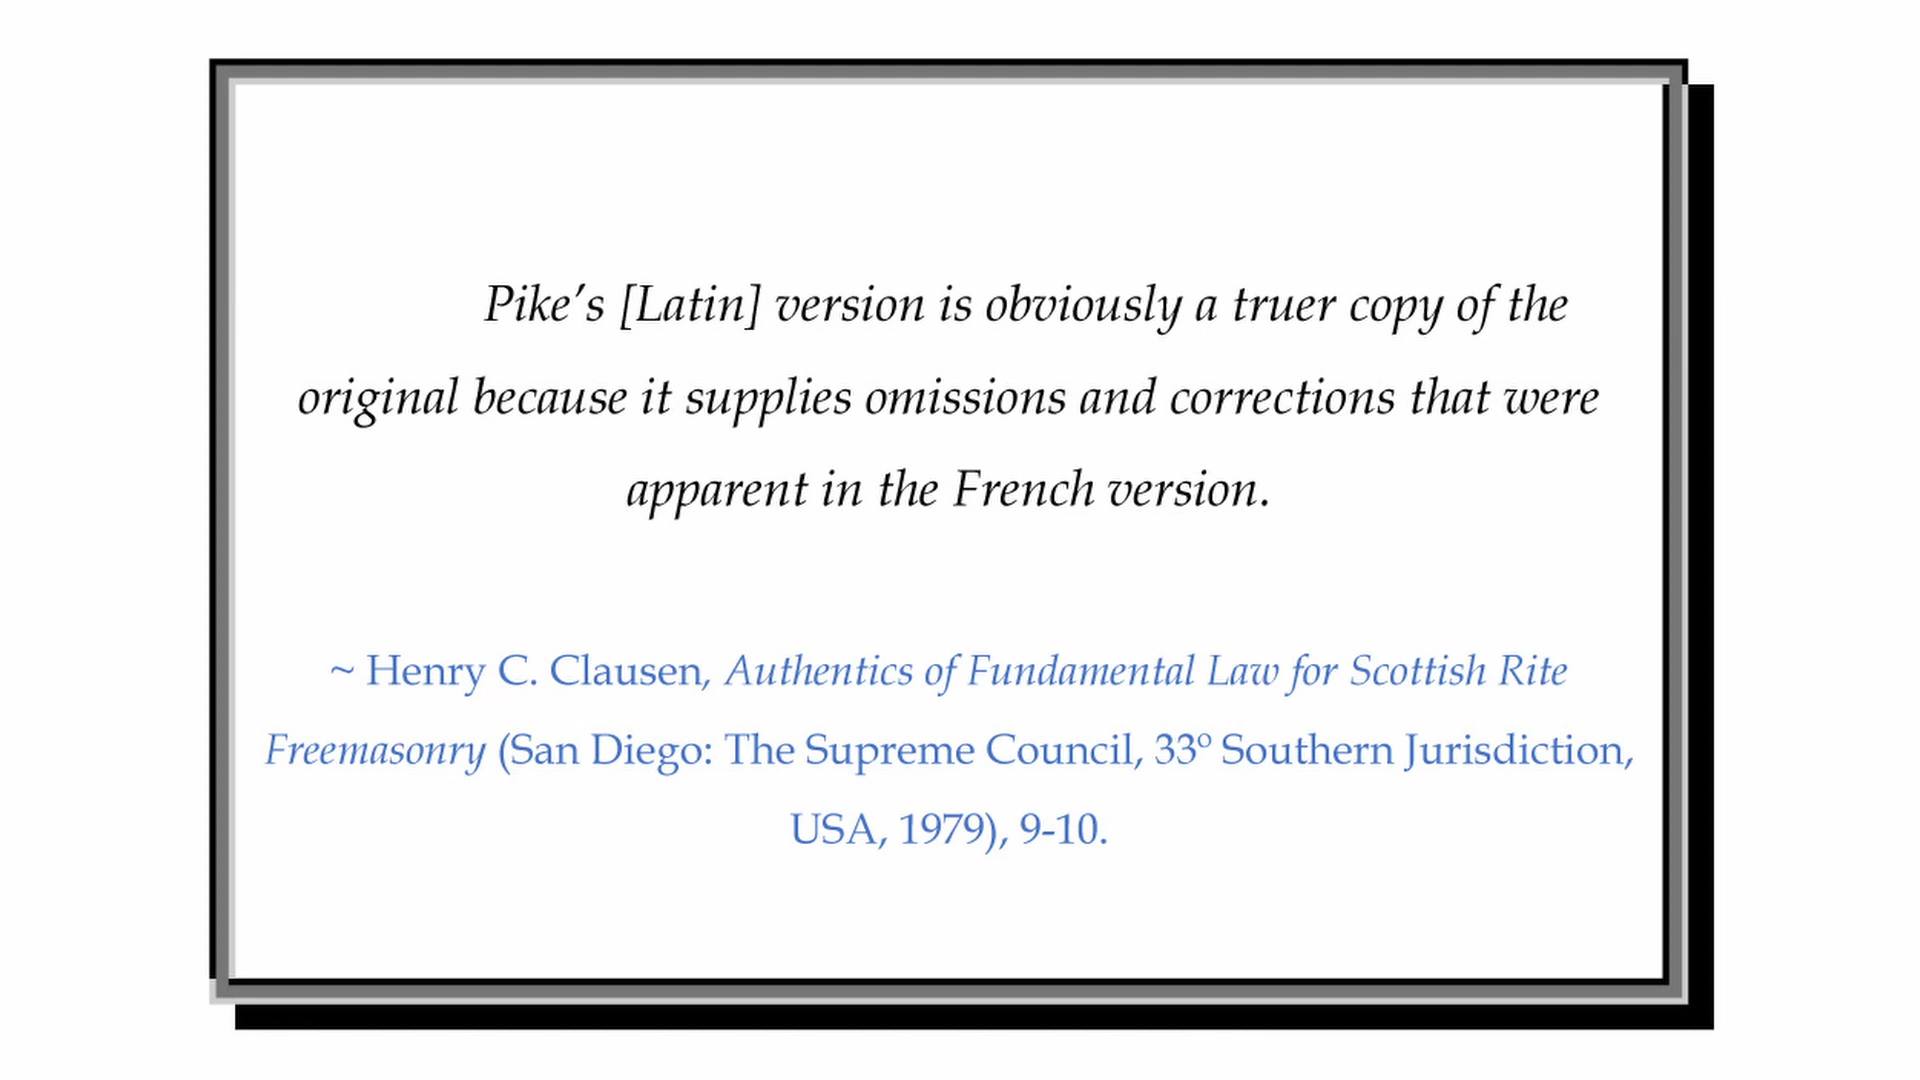 Pike’s [Latin] version is obviously a truer copy of the
original because it supplies omissions and corrections that were
apparent in the French version.
~ Henry C. Clausen, Authentics of Fundamental Law for Scottish Rite
Freemasonry (San Diego: The Supreme Council, 33º Southern Jurisdiction,
USA, 1979), 9-10.